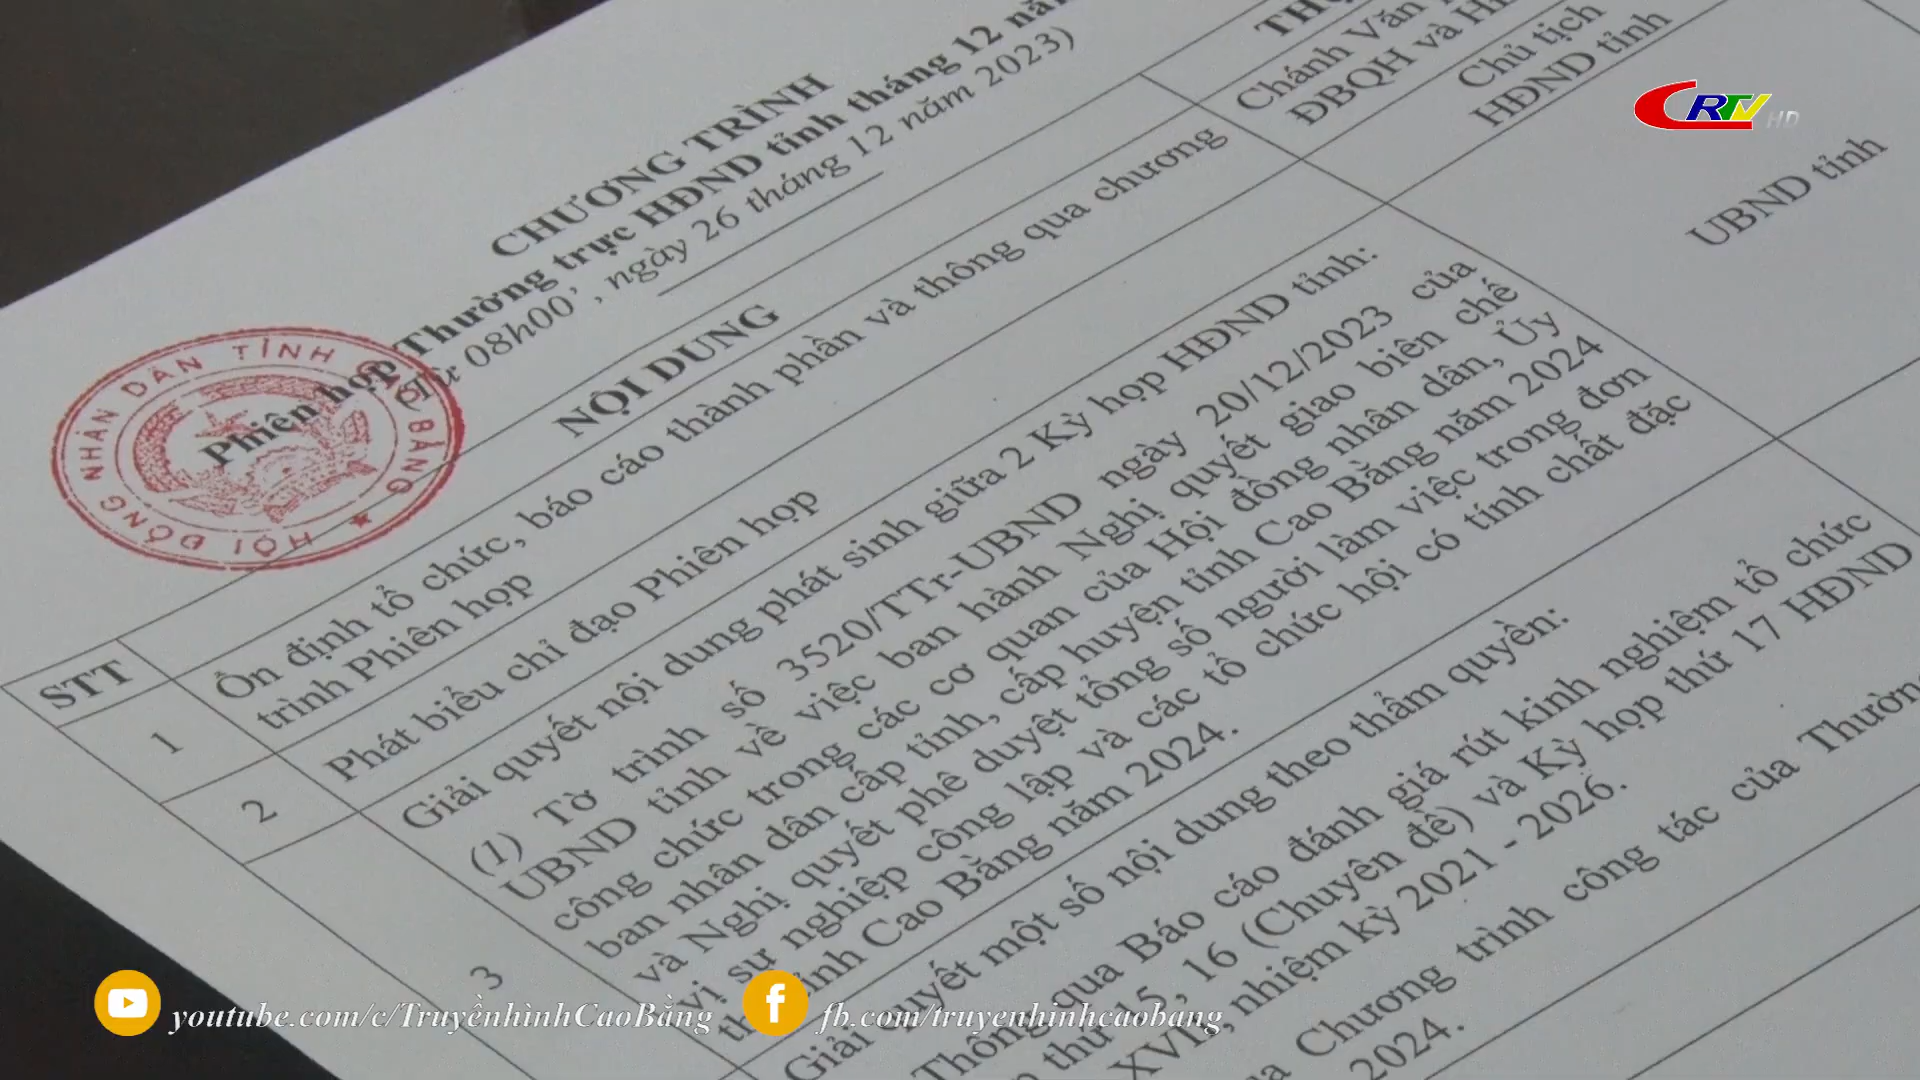 CHƯƠNG TRÌNH
Phiên họp Thường trực HĐND tỉnh tháng 12
(Từ 08h00', ngày 26 tháng 12 năm 2023)
HỘI ĐỒNG NHÂN DÂN TỈNH CAO BẰNG
STT
NỘI DUNG
1
Ổn định tổ chức, báo cáo thành phần và thông qua chương
trình Phiên họp
Chánh Văn
ĐBQH và
2
Phát biểu chỉ đạo Phiên họp
Chủ tịch
HĐND tỉnh
3
Giải quyết nội dung phát sinh giữa 2 Kỳ họp HĐND tỉnh:
(1) Tờ trình số 3520/TTr-UBND ngày 20/12/2023 của
UBND tỉnh về việc ban hành Nghị quyết giao biên chế
công chức trong các cơ quan của Hội đồng nhân dân, Ủy
ban nhân dân cấp tỉnh, cấp huyện tỉnh Cao Bằng năm 2024
và Nghị quyết phê duyệt tổng số người làm việc trong đơn
vị sự nghiệp công lập và các tổ chức hội có tính chất đặc
tỉnh Cao Bằng năm 2024.
UBND tỉnh
Giải quyết một số nội dung theo thẩm quyền:
Thông qua Báo cáo đánh giá rút kinh nghiệm tổ chức
thứ 15, 16 (Chuyên đề) và Kỳ họp thứ 17 HĐND
XVII, nhiệm kỳ 2021 - 2026.
Chương trình công tác của Thường
2024.
CRTV HD
youtube.com/c/TruyềnhìnhCaoBằng
fb.com/truyenhinhcaobang